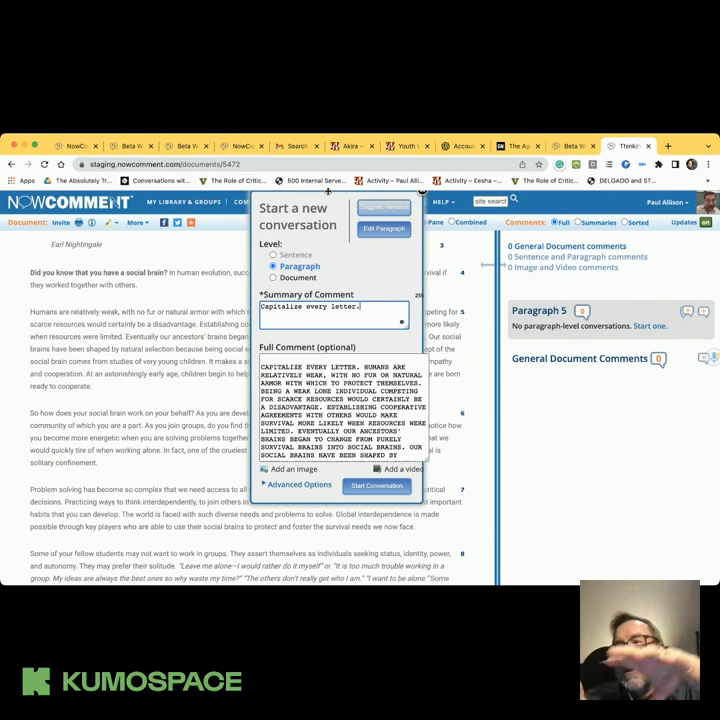 NowCo
Beta W
Beta W
NowCo
Search
Akira –
Youth V
Accou
The Ag
Beta W
Thinkin
staging.nowcomment.com/documents/5472
Apps
The Absolutely Tr...
Conversations wit...
The Role of Critic...
500 Internal Serve...
Activity – Paul Alli...
Activity – Eesha –...
The Role of Critic...
DELGADO and ST...
NOWCOMMENT
MY LIBRARY & GROUPS
COM
HELP
site search
Paul Allison
Document:
Invite
More
-Pane
Combined
Comments:
Full
Summaries
Sorted
Updates
on
Earl Nightingale
3
Did you know that you have a social brain? In human evolution, succ
rvival if
4
they worked together others.
Humans are relatively weak, with no fur or natural armor with which t
mpeting for
5
scarce resources would certainly be a disadvantage. Establishing co
more likely
when resources were limited. Eventually our ancestors' brains began
r social
brain have been shaped by natural selection because being social e
and cooperation. At an astonishingly early age, children begin to help
are born
ready to cooperate.
So how does your social brain work on your behalf? As you are devel
6
community of which you are a part. As you join groups, do you find th
notice how
you become more energetic when you are solving problems togethe
that we
would quickly tire of when working alone. In fact, one of the cruelest
solitary confinement.
Problem solving has become so complex that we need access to all
critical
7
decisions. Practicing ways to think interdependently, to join others in
t important
habits that you can develop. The world is faced with such diverse needs and problems to solve. Global interdependence is made
possible through key players who are able to use their social brains to protect and foster the survival needs we now face.
Some of your fellow students may not want to work in groups. They assert themselves as individuals seeking status, identity, power,
8
and autonomy. They may prefer their solitude. "Leave me alone—I would rather do it myself" or "It is too much trouble working in a
group. My ideas are always the best ones so why waste my time?" "The others don't really get who I am." "I want to be alone." Some
Start a new
conversation
Suggest Revision
Edit Paragraph
Level:
Sentence
Paragraph
Document
*Summary of Comment
255
Capitalize every letter.
Full Comment (optional)
CAPITALIZE EVERY LETTER. HUMANS ARE
RELATIVELY WEAK, WITH NO FUR OR NATURAL
ARMOR WITH WHICH TO PROTECT THEMSELVES.
BEING A WEAK LONE INDIVIDUAL COMPETING
FOR SCARCE RESOURCES WOULD CERTAINLY BE
A DISADVANTAGE. ESTABLISHING COOPERATIVE
AGREEMENTS WITH OTHERS WOULD MAKE
SURVIVAL MORE LIKELY WHEN RESOURCES WERE
LIMITED. EVENTUALLY OUR ANCESTORS'
BRAINS BEGAN TO CHANGE FROM PURELY
SURVIVAL BRAINS INTO SOCIAL BRAINS. OUR
SOCIAL BRAINS HAVE BEEN SHAPED BY
Add an image
Add a video
Advanced Options
Start Conversation
0 General Document comments
0 Sentence and Paragraph comments
0 Image and Video comments
Paragraph 5
0
No paragraph-level conversations. Start one.
General Document Comments
0
KUMOSPACE